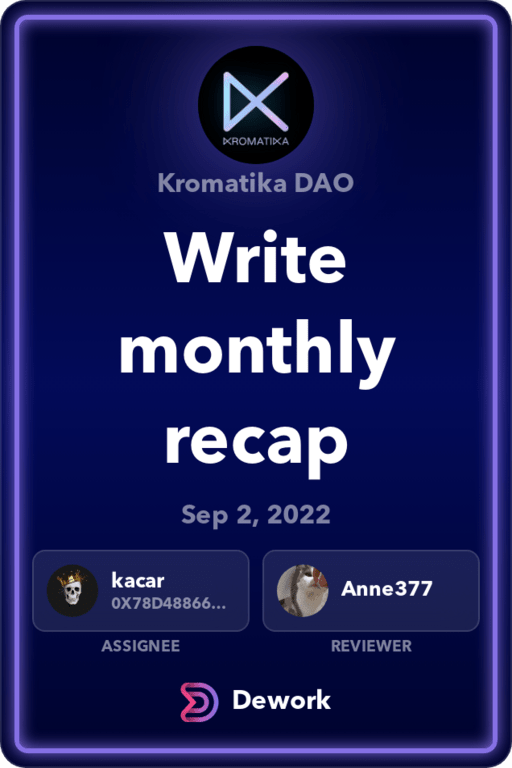 KROMATIKA
Kromatika DAO
Write
monthly
recap
Sep 2, 2022
kacar
0X78D48866...
Anne377
ASSIGNEE
REVIEWER
Dework